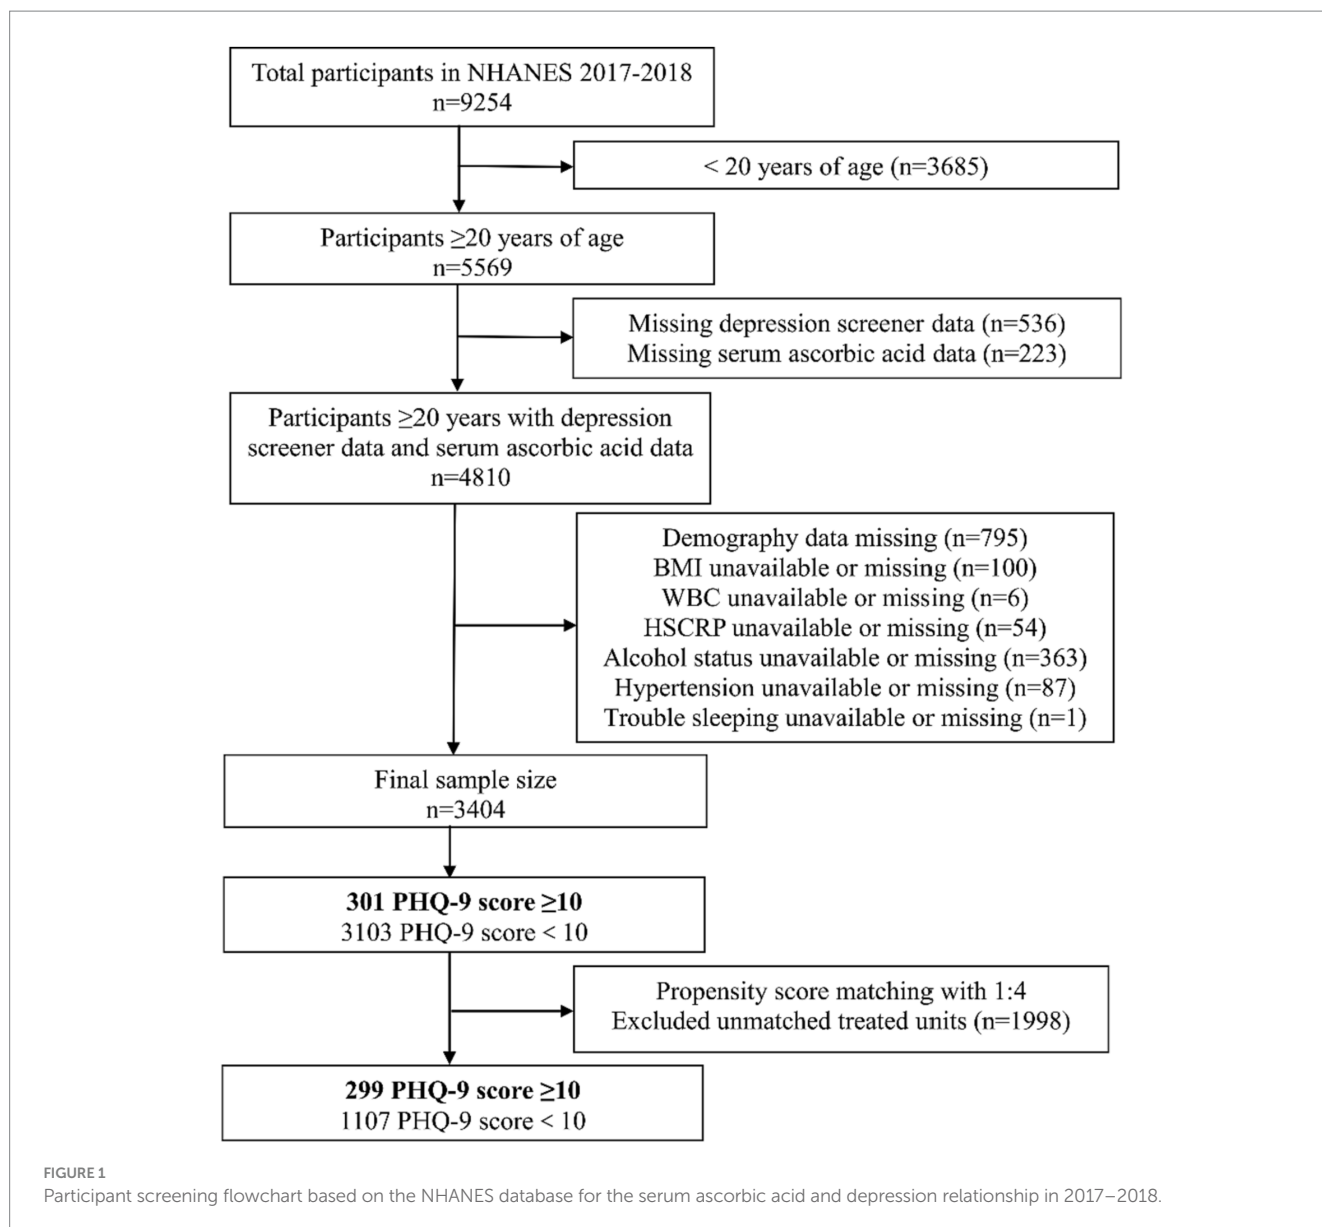 Total participants in NHANES 2017-2018
n=9254
< 20 years of age (n=3685)
Participants ≥20 years of age
n=5569
Missing depression screener data (n=536)
Missing serum ascorbic acid data (n=223)
Participants ≥20 years with depression
screener data and serum ascorbic acid data
n=4810
Demography data missing (n=795)
BMI unavailable or missing (n=100)
WBC unavailable or missing (n=6)
HSCRP unavailable or missing (n=54)
Alcohol status unavailable or missing (n=363)
Hypertension unavailable or missing (n=87)
Trouble sleeping unavailable or missing (n=1)
Final sample size
n=3404
301 PHQ-9 score ≥10
3103 PHQ-9 score < 10
Propensity score matching with 1:4
Excluded unmatched treated units (n=1998)
299 PHQ-9 score ≥10
1107 PHQ-9 score < 10
FIGURE 1
Participant screening flowchart based on the NHANES database for the serum ascorbic acid and depression relationship in 2017–2018.